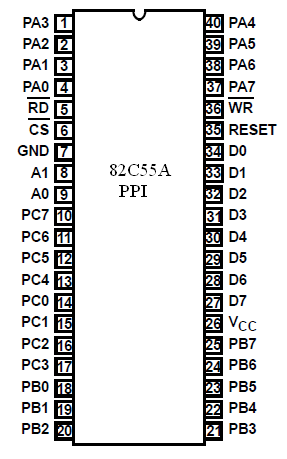 PA3 1 40 PA4
PA2 2 39 PA5
PA1 3 38 PA6
PA0 4 37 PA7
RD 5 36 WR
CS 6 35 RESET
GND 7 34 D0
A1 8 82C55A 33 D1
A0 9 PPI 32 D2
PC7 10 31 D3
PC6 11 30 D4
PC5 12 29 D5
PC4 13 28 D6
PC0 14 27 D7
PC1 15 26 VCC
PC2 16 25 PB7
PC3 17 24 PB6
PB0 18 23 PB5
PB1 19 22 PB4
PB2 20 21 PB3